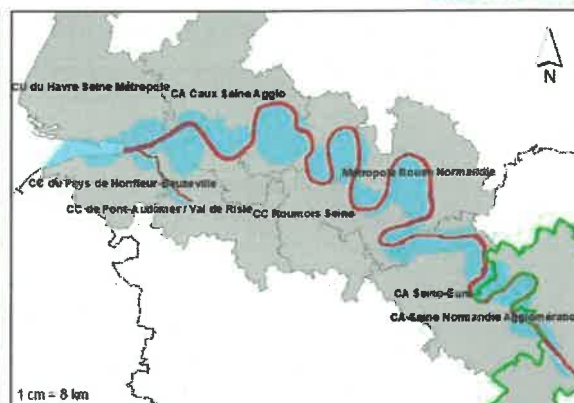 N
CU du Havre Seine Métropole
CA Caux Seine Agglo
Métropole Rouen Normandie
CC du Pays de Honfleur-Beuzeville
CC de Pont-Audemer / Val de Risle
CC Roumois Seine
CA Seine-Eure
CA Seine Normandie Agglomération
1 cm = 8 km